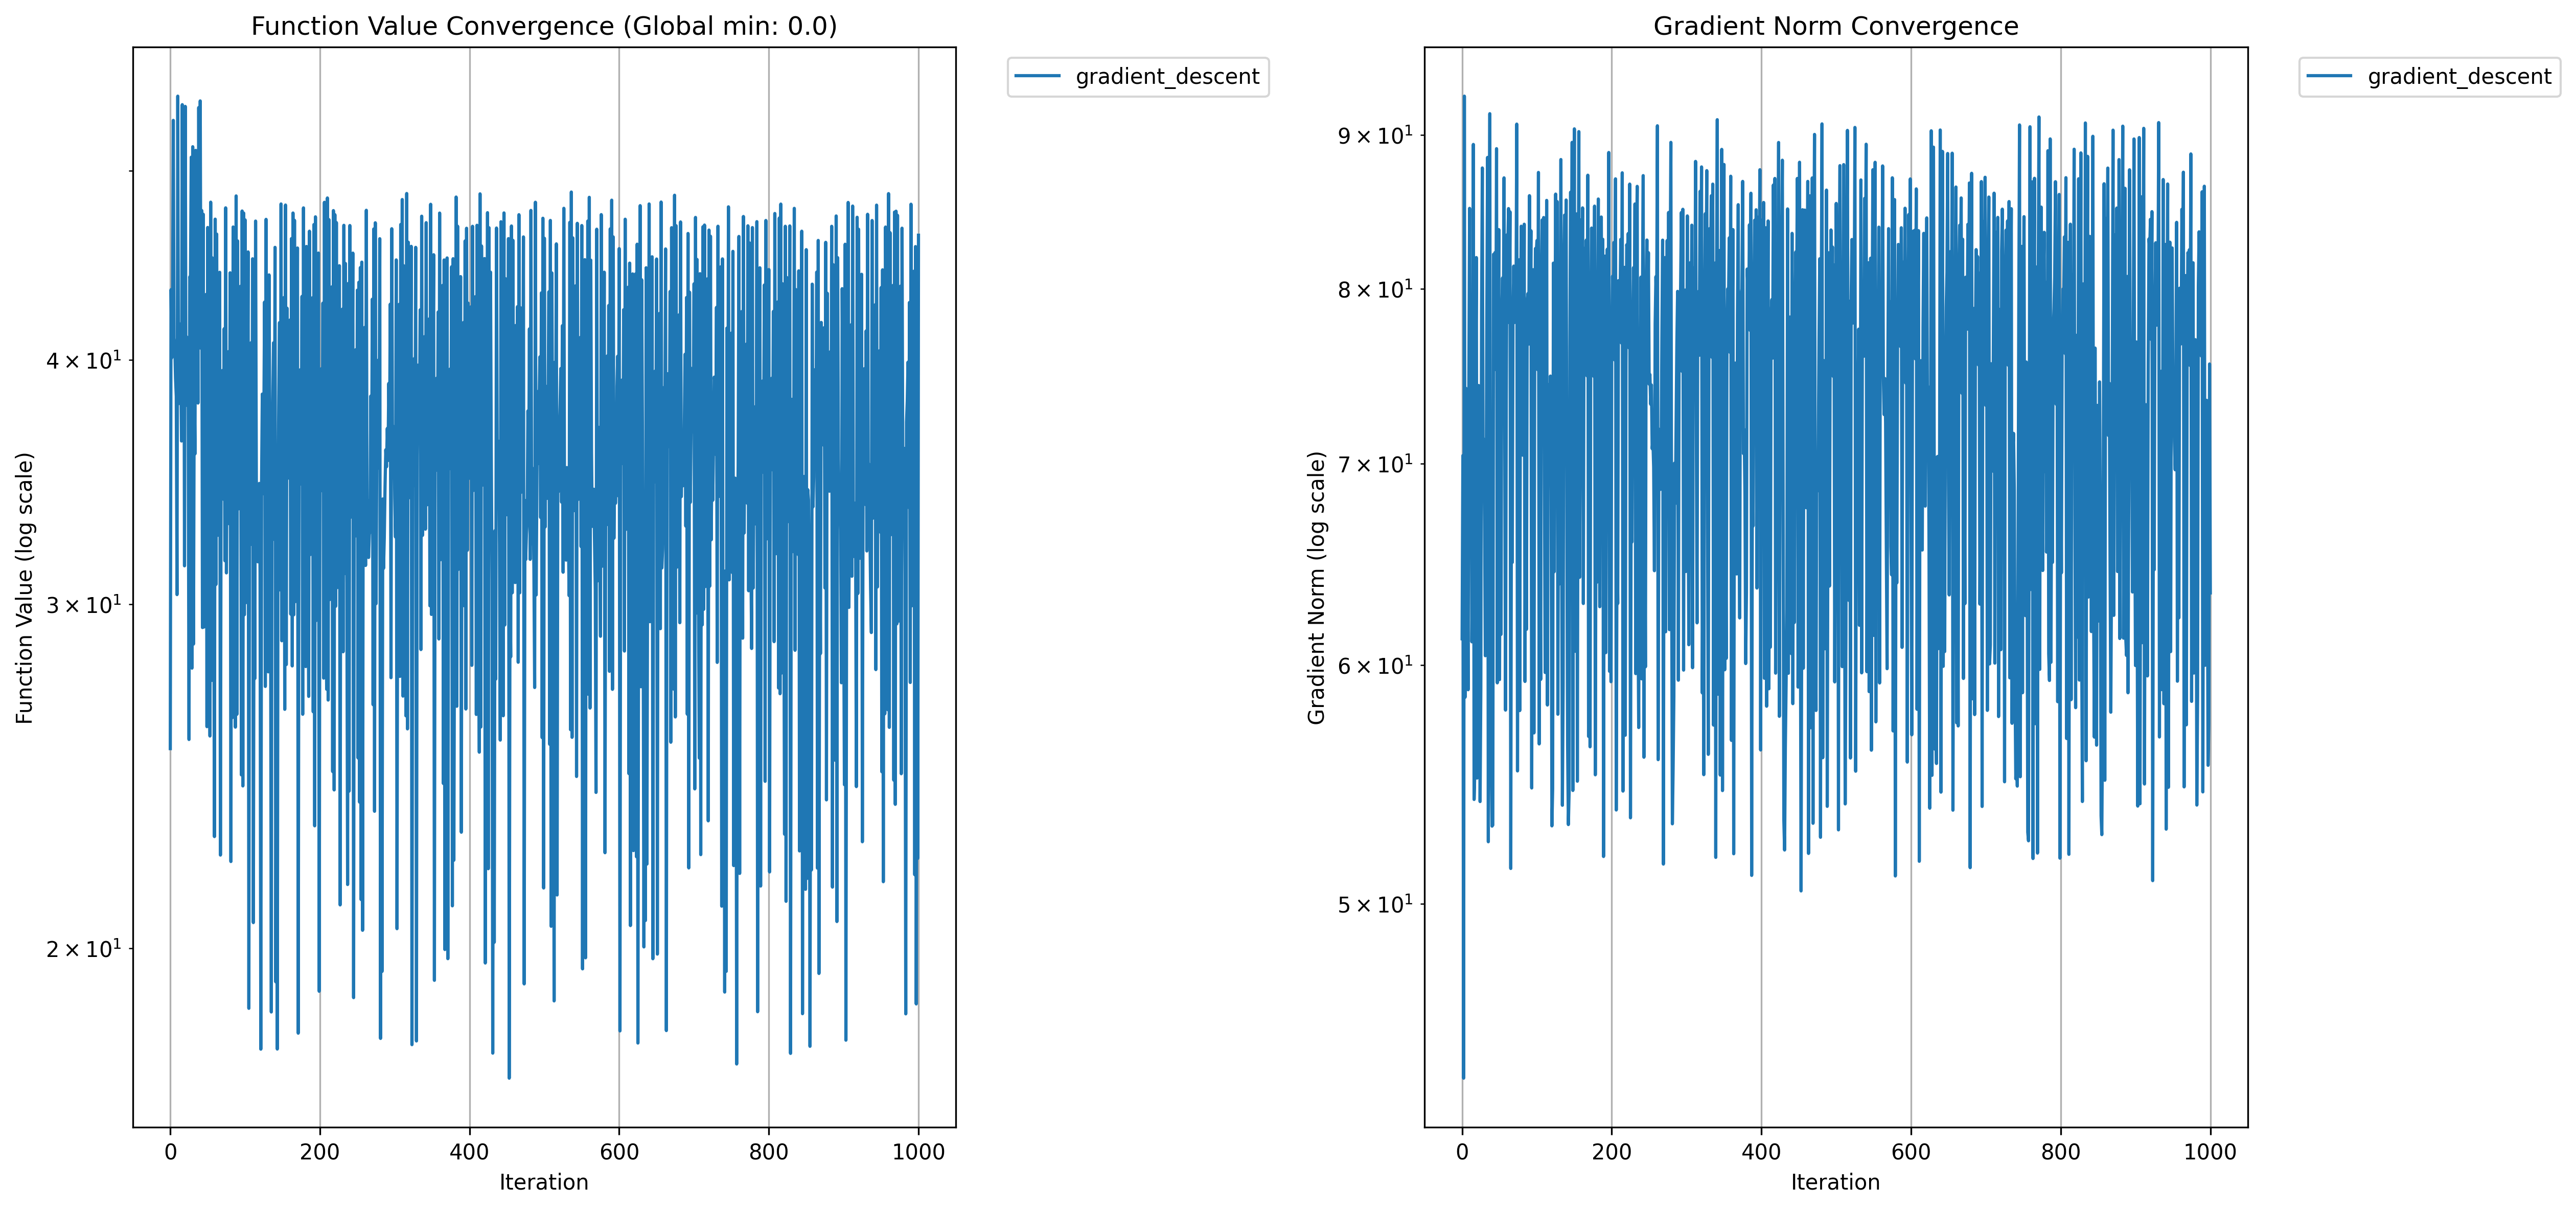 Function Value Convergence (Global min: 0.0)
gradient_descent
Function Value (log scale)
4 × 10¹
3 × 10¹
2 × 10¹
0 200 400 600 800 1000
Iteration
Gradient Norm Convergence
gradient_descent
Gradient Norm (log scale)
9 × 10¹
8 × 10¹
7 × 10¹
6 × 10¹
5 × 10¹
0 200 400 600 800 1000
Iteration